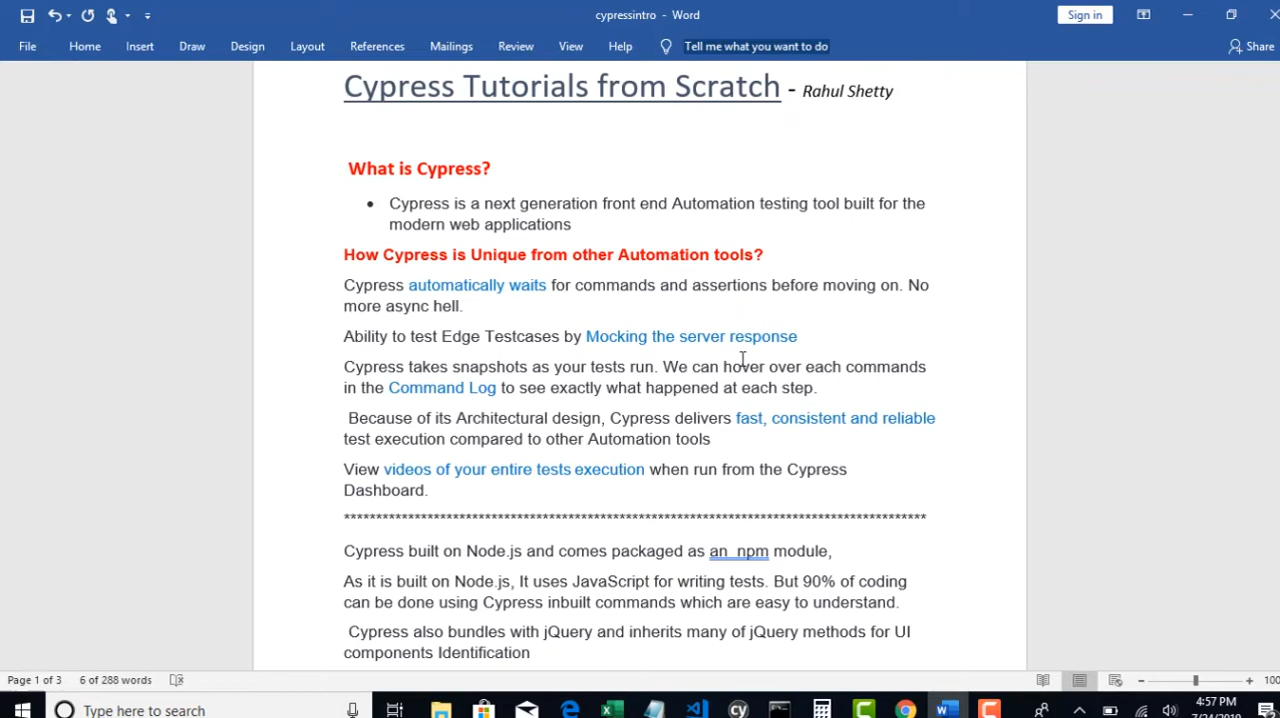 cypressintro - Word
Sign in
File Home Insert Draw Design Layout References Mailings Review View Help Tell me what you want to do Share
Cypress Tutorials from Scratch - Rahul Shetty
What is Cypress?
• Cypress is a next generation front end Automation testing tool built for the
modern web applications
How Cypress is Unique from other Automation tools?
Cypress automatically waits for commands and assertions before moving on. No
more async hell.
Ability to test Edge Testcases by Mocking the server response
Cypress takes snapshots as your tests run. We can hover over each commands
in the Command Log to see exactly what happened at each step.
Because of its Architectural design, Cypress delivers fast, consistent and reliable
test execution compared to other Automation tools
View videos of your entire tests execution when run from the Cypress
Dashboard.
******************************************************************************************
Cypress built on Node.js and comes packaged as an npm module,
As it is built on Node.js, It uses JavaScript for writing tests. But 90% of coding
can be done using Cypress inbuilt commands which are easy to understand.
Cypress also bundles with jQuery and inherits many of jQuery methods for UI
components Identification
Page 1 of 3 6 of 288 words 100
Type here to search
cy
4:57 PM